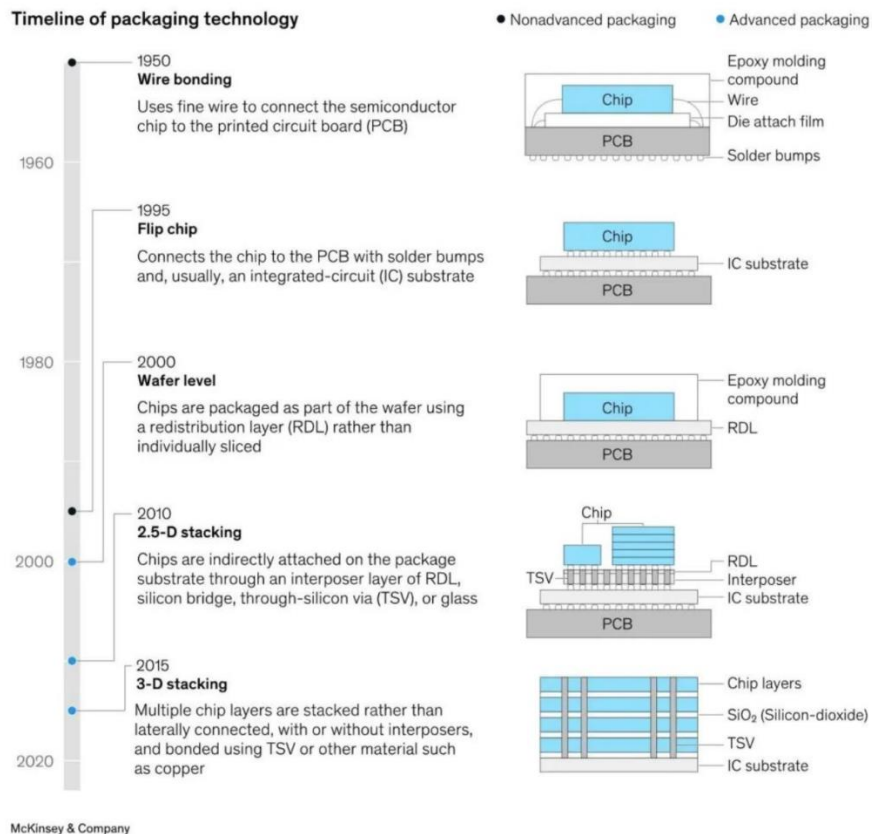 Timeline of packaging technology
Nonadvanced packaging
Advanced packaging
1950
Wire bonding
Uses fine wire to connect the semiconductor
chip to the printed circuit board (PCB)
Chip
PCB
Epoxy molding
compound
Wire
Die attach film
Solder bumps
1960
1995
Flip chip
Connects the chip to the PCB with solder bumps
and, usually, an integrated-circuit (IC) substrate
Chip
PCB
IC substrate
1980
2000
Wafer level
Chips are packaged as part of the wafer using
a redistribution layer (RDL) rather than
individually sliced
Chip
PCB
Epoxy molding
compound
RDL
2000
2010
2.5-D stacking
Chips are indirectly attached on the package
substrate through an interposer layer of RDL,
silicon bridge, through-silicon via (TSV), or glass
Chip
TSV
PCB
RDL
Interposer
IC substrate
2015
3-D stacking
Multiple chip layers are stacked rather than
laterally connected, with or without interposers,
and bonded using TSV or other material such
as copper
Chip layers
SiO₂ (Silicon-dioxide)
TSV
IC substrate
2020
McKinsey & Company